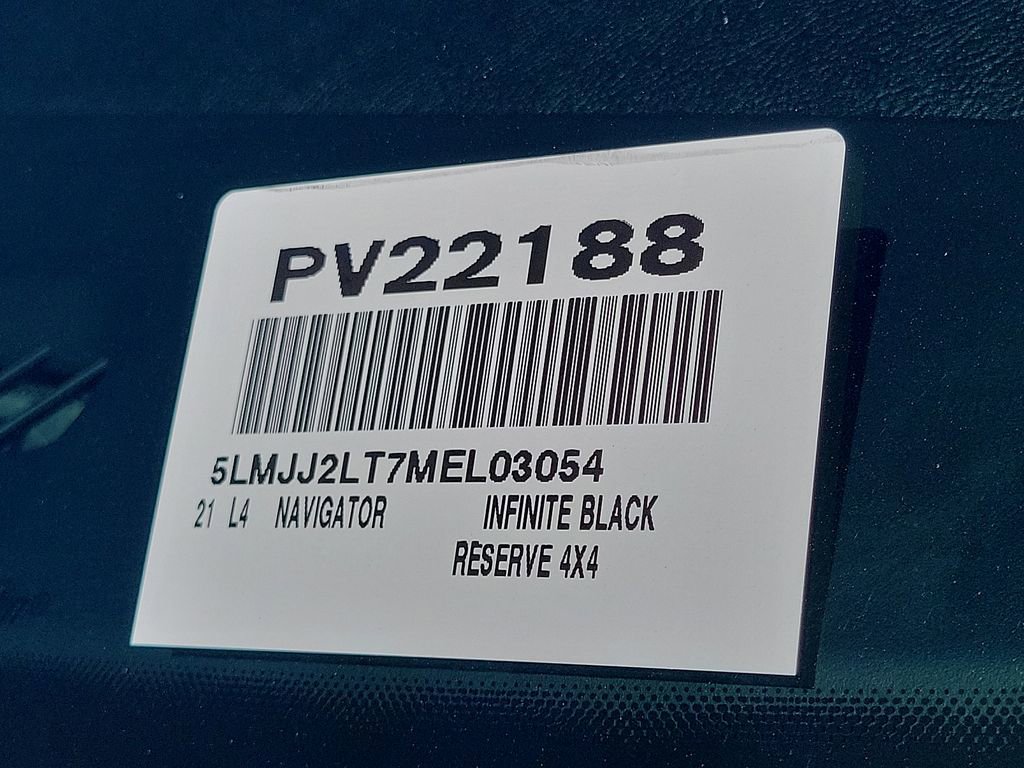 PV22188
5LMJJ2LT7MEL03054
21 L4 NAVIGATOR INFINITE BLACK
RESERVE 4X4